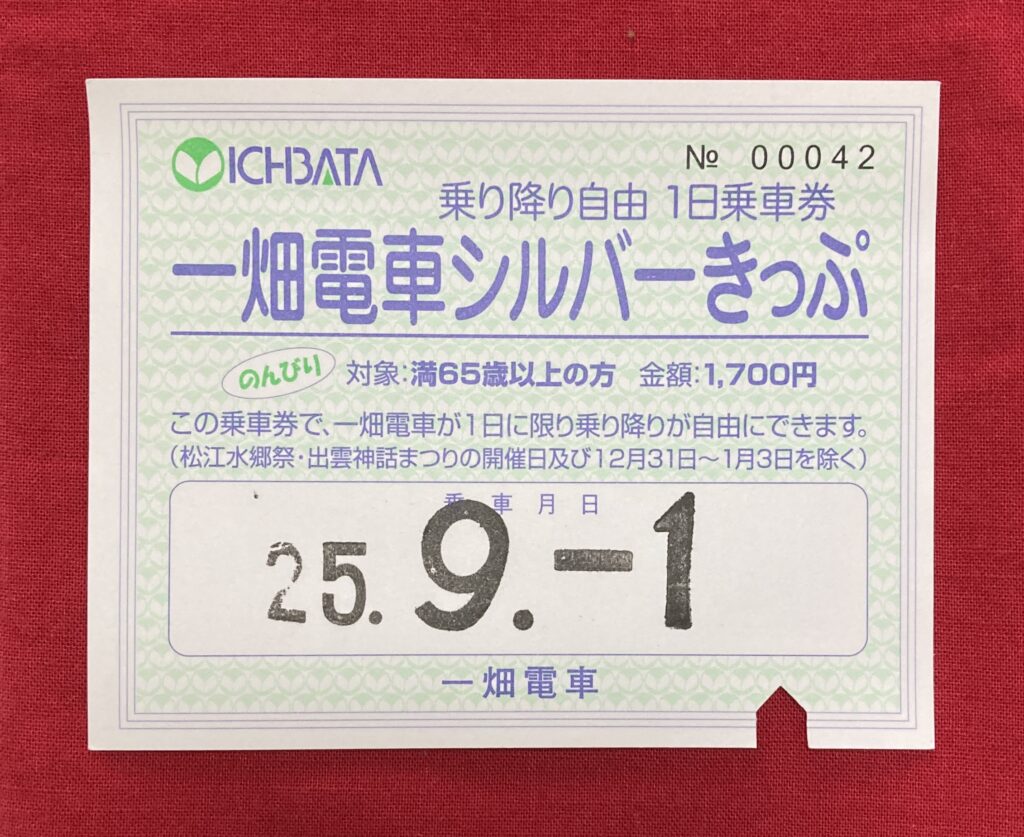 ICHIBATA
№ 00042
乗り降り自由 1日乗車券
一畑電車シルバーきっぷ
のんびり 対象:満65歳以上の方 金額:1,700円
この乗車券で、一畑電車が1日に限り乗り降りが自由にできます。
(松江水郷祭・出雲神話まつりの開催日及び12月31日~1月3日を除く)
乗車月日
25.9.-1
一畑電車